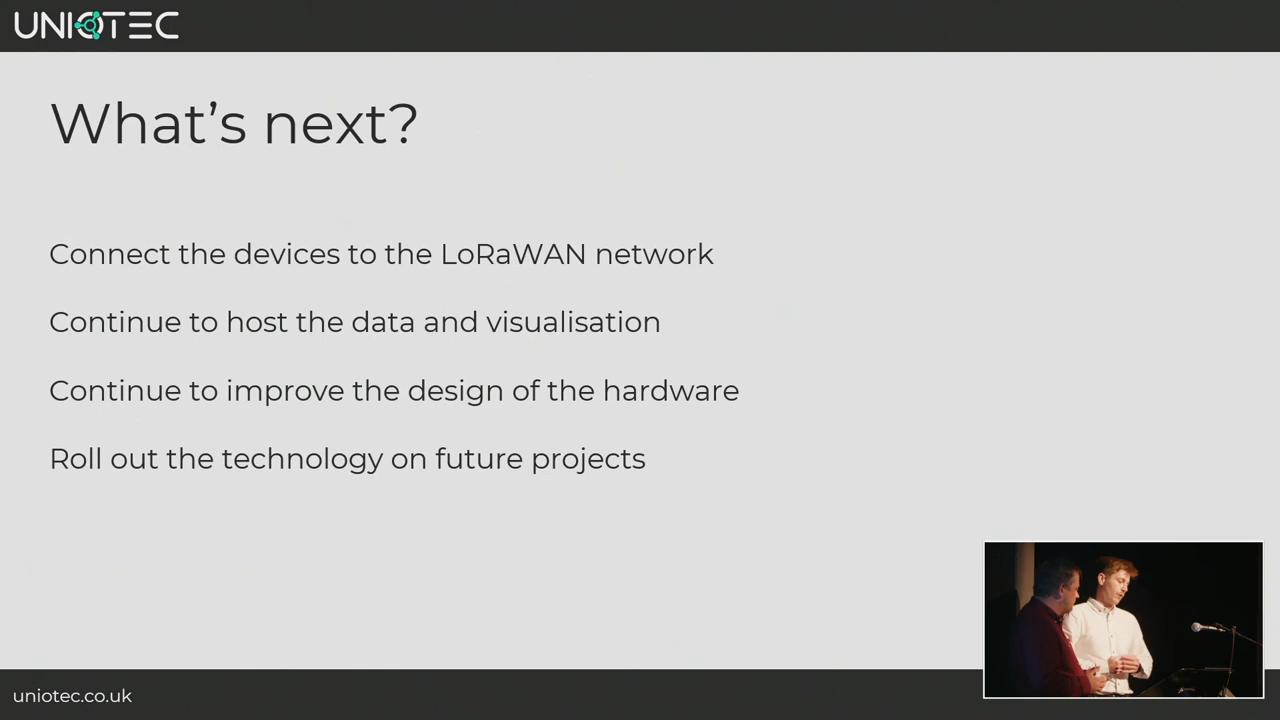 UNIOTEC
What's next?
Connect the devices to the LoRaWAN network
Continue to host the data and visualisation
Continue to improve the design of the hardware
Roll out the technology on future projects
uniotec.co.uk